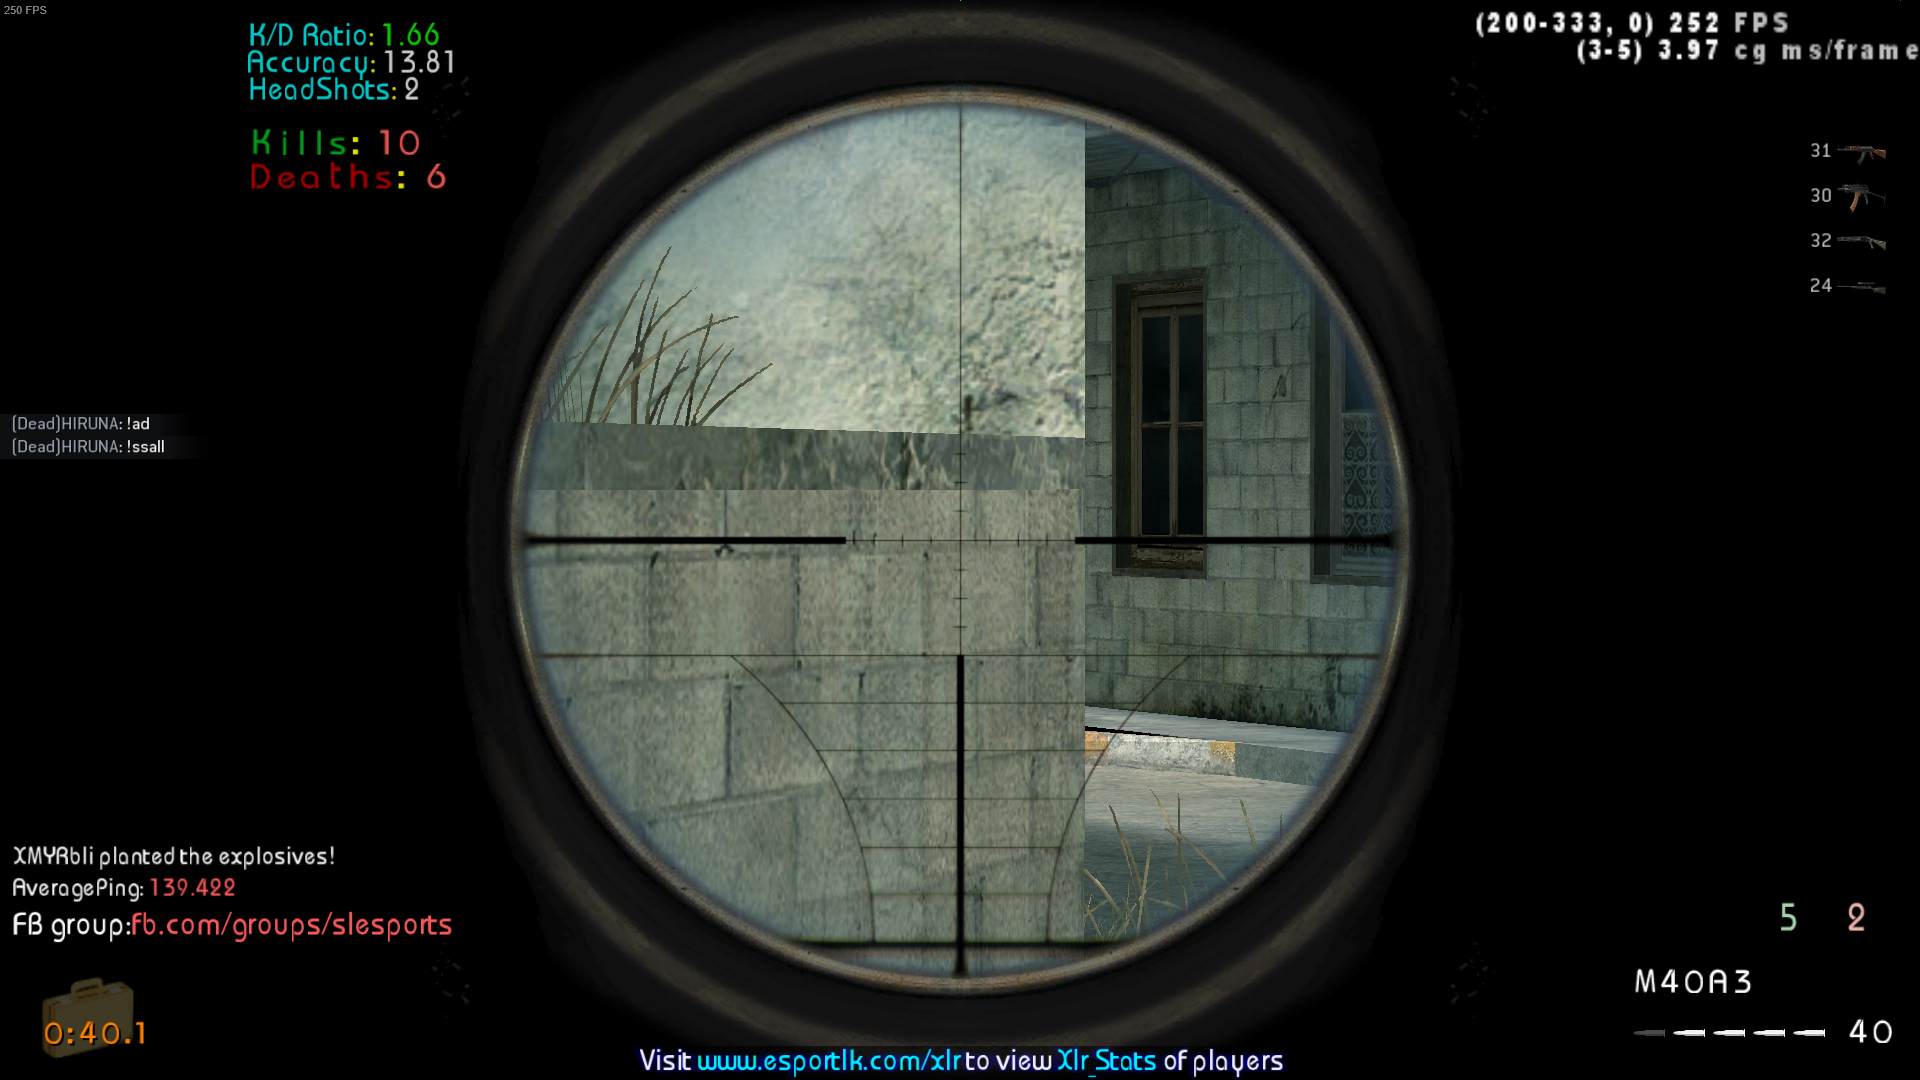 250 FPS
K/D Ratio: 1.66
Accuracy: 13.81
HeadShots: 2
Kills: 10
Deaths: 6
(200-333, 0) 252 FPS
(3-5) 3.97 cg ms/frame
31
30
32
24
(Dead)HIRUNA: !ad
(Dead)HIRUNA: !ssall
XMYRbli planted the explosives!
AveragePing: 139.422
FB group:fb.com/groups/slesports
0:40.1
5 2
M40A3
40
Visit www.esportlk.com/xlr to view Xlr_Stats of players